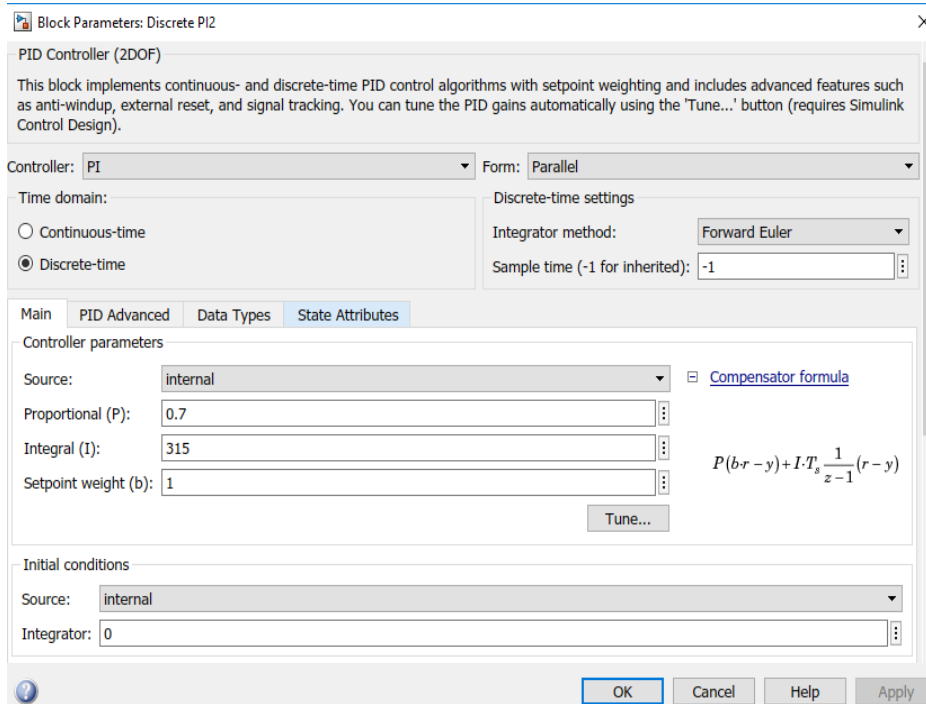 Block Parameters: Discrete PI2
PID Controller (2DOF)
This block implements continuous- and discrete-time PID control algorithms with setpoint weighting and includes advanced features such
as anti-windup, external reset, and signal tracking. You can tune the PID gains automatically using the 'Tune...' button (requires Simulink
Control Design).
Controller: PI
Form: Parallel
Time domain:
Continuous-time
Discrete-time
Discrete-time settings
Integrator method: Forward Euler
Sample time (-1 for inherited): -1
Main PID Advanced Data Types State Attributes
Controller parameters
Source: internal
Proportional (P): 0.7
Integral (I): 315
Setpoint weight (b): 1
Compensator formula
P(b·r − y) + I·T_s 1/(z − 1) (r − y)
Tune...
Initial conditions
Source: internal
Integrator: 0
OK Cancel Help Apply